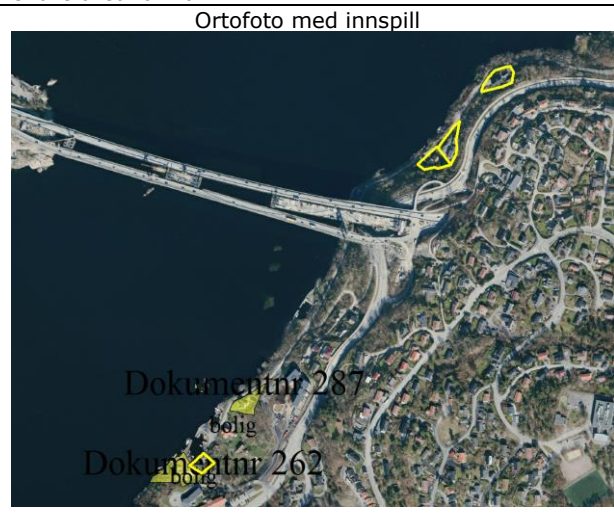 Ortofoto med innspill
Dokumentnr 287
bolig
Dokumentnr 262
bolig